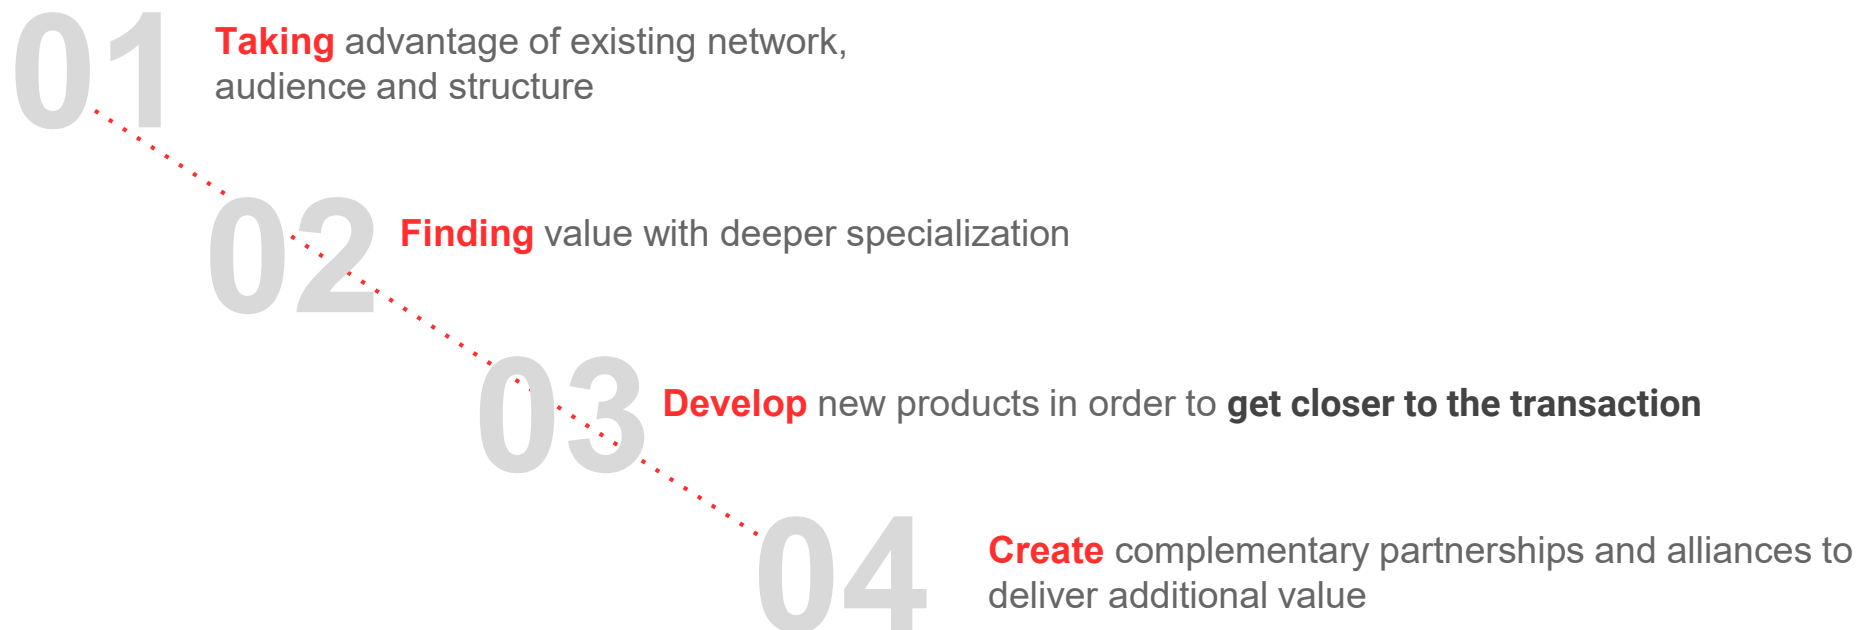 01
Taking advantage of existing network,
audience and structure
02
Finding value with deeper specialization
03
Develop new products in order to get closer to the transaction
04
Create complementary partnerships and alliances to
deliver additional value